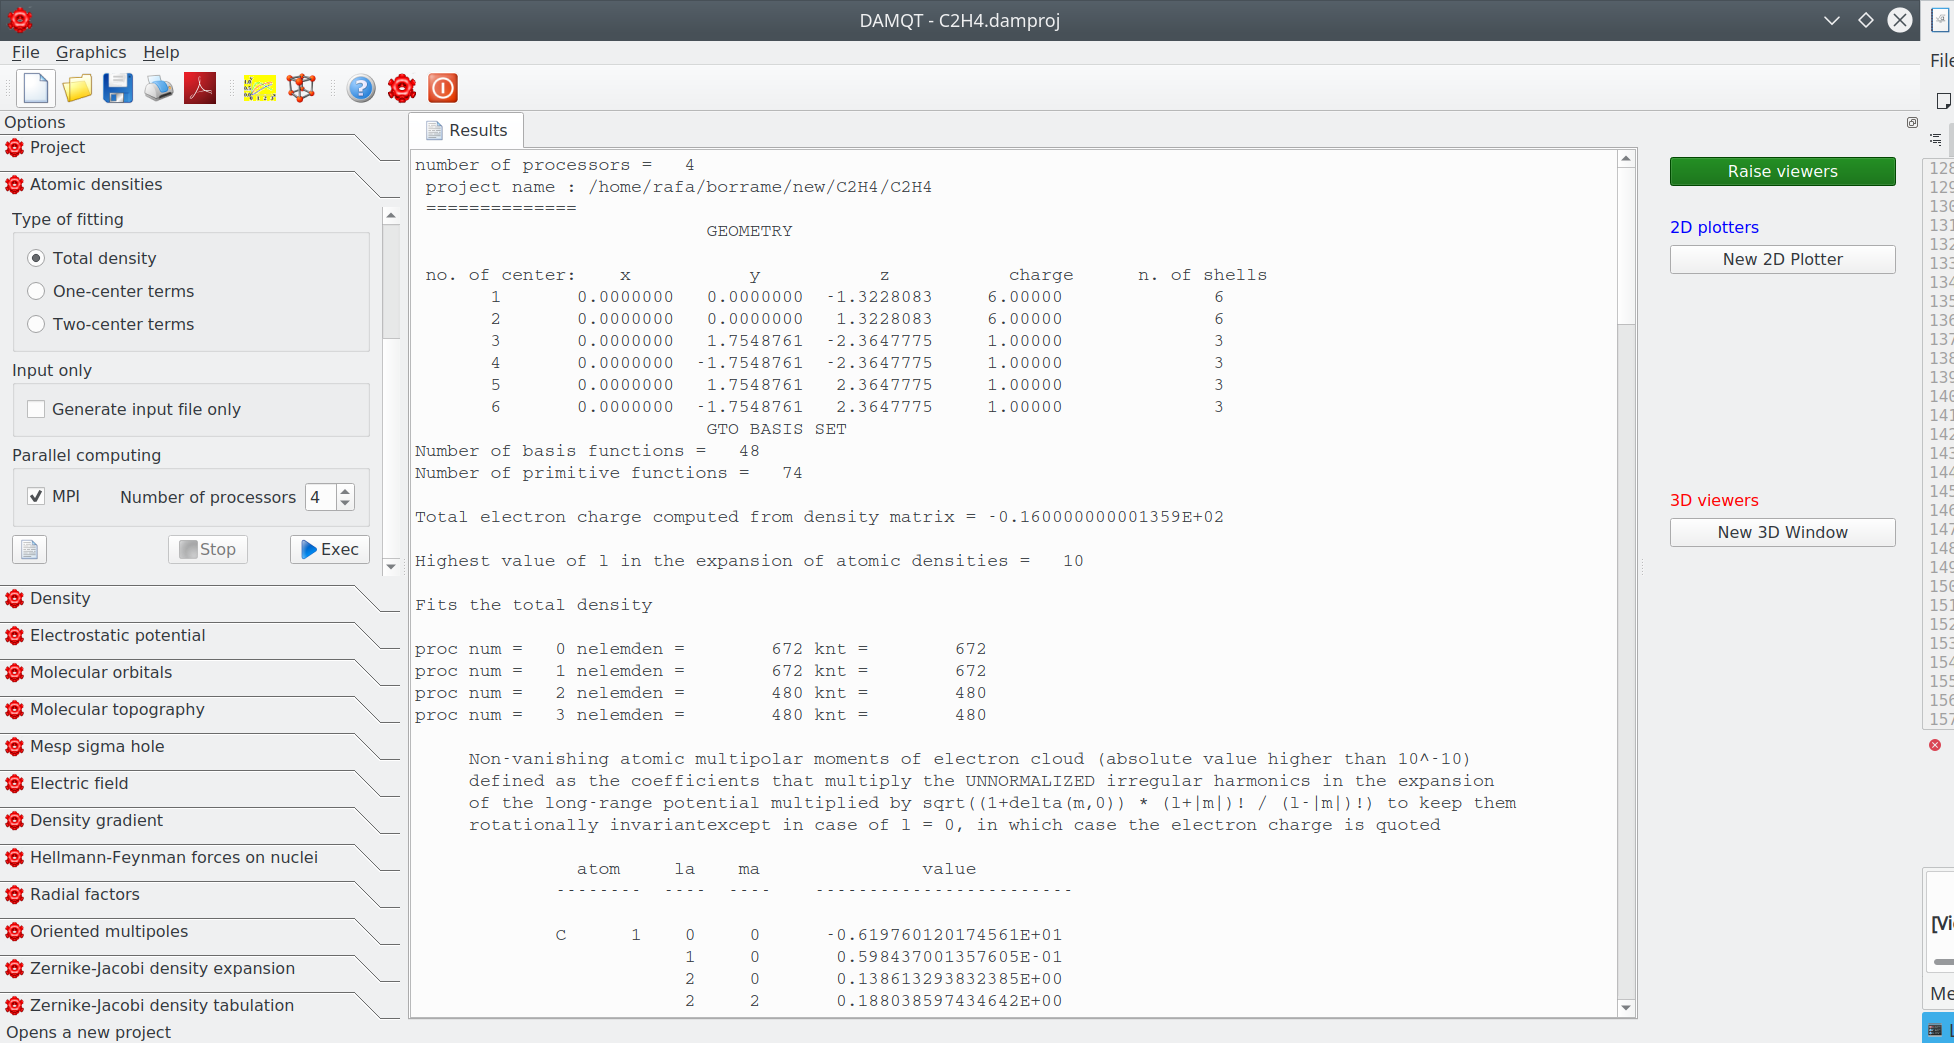 DAMQT - C2H4.damproj
File Graphics Help
Options
Project
Atomic densities
Type of fitting
Total density
One-center terms
Two-center terms
Input only
Generate input file only
Parallel computing
MPI Number of processors 4
Stop Exec
Density
Electrostatic potential
Molecular orbitals
Molecular topography
Mesp sigma hole
Electric field
Density gradient
Hellmann-Feynman forces on nuclei
Radial factors
Oriented multipoles
Zernike-Jacobi density expansion
Zernike-Jacobi density tabulation
Opens a new project
Results
number of processors = 4
project name : /home/rafa/borrame/new/C2H4/C2H4
==============
GEOMETRY
no. of center: x y z charge n. of shells
1 0.0000000 0.0000000 -1.3228083 6.00000 6
2 0.0000000 0.0000000 1.3228083 6.00000 6
3 0.0000000 1.7548761 -2.3647775 1.00000 3
4 0.0000000 -1.7548761 -2.3647775 1.00000 3
5 0.0000000 1.7548761 2.3647775 1.00000 3
6 0.0000000 -1.7548761 2.3647775 1.00000 3
GTO BASIS SET
Number of basis functions = 48
Number of primitive functions = 74
Total electron charge computed from density matrix = -0.160000000001359E+02
Highest value of l in the expansion of atomic densities = 10
Fits the total density
proc num = 0 nelemden = 672 knt = 672
proc num = 1 nelemden = 672 knt = 672
proc num = 2 nelemden = 480 knt = 480
proc num = 3 nelemden = 480 knt = 480
Non-vanishing atomic multipolar moments of electron cloud (absolute value higher than 10^-10)
defined as the coefficients that multiply the UNNORMALIZED irregular harmonics in the expansion
of the long-range potential multiplied by sqrt((1+delta(m,0)) * (l+|m|)! / (l-|m|)!) to keep them
rotationally invariantexcept in case of l = 0, in which case the electron charge is quoted
atom la ma value
-------- ---- ---- ------------------------
C 1 0 0 -0.619760120174561E+01
1 0 0.598437001357605E-01
2 0 0.138613293832385E+00
2 2 0.188038597434642E+00
Raise viewers
2D plotters
New 2D Plotter
3D viewers
New 3D Window
File
128
129
130
131
132
133
134
135
136
137
138
139
140
141
142
143
144
145
146
147
148
149
150
151
152
153
154
155
156
157
[Vi
Me